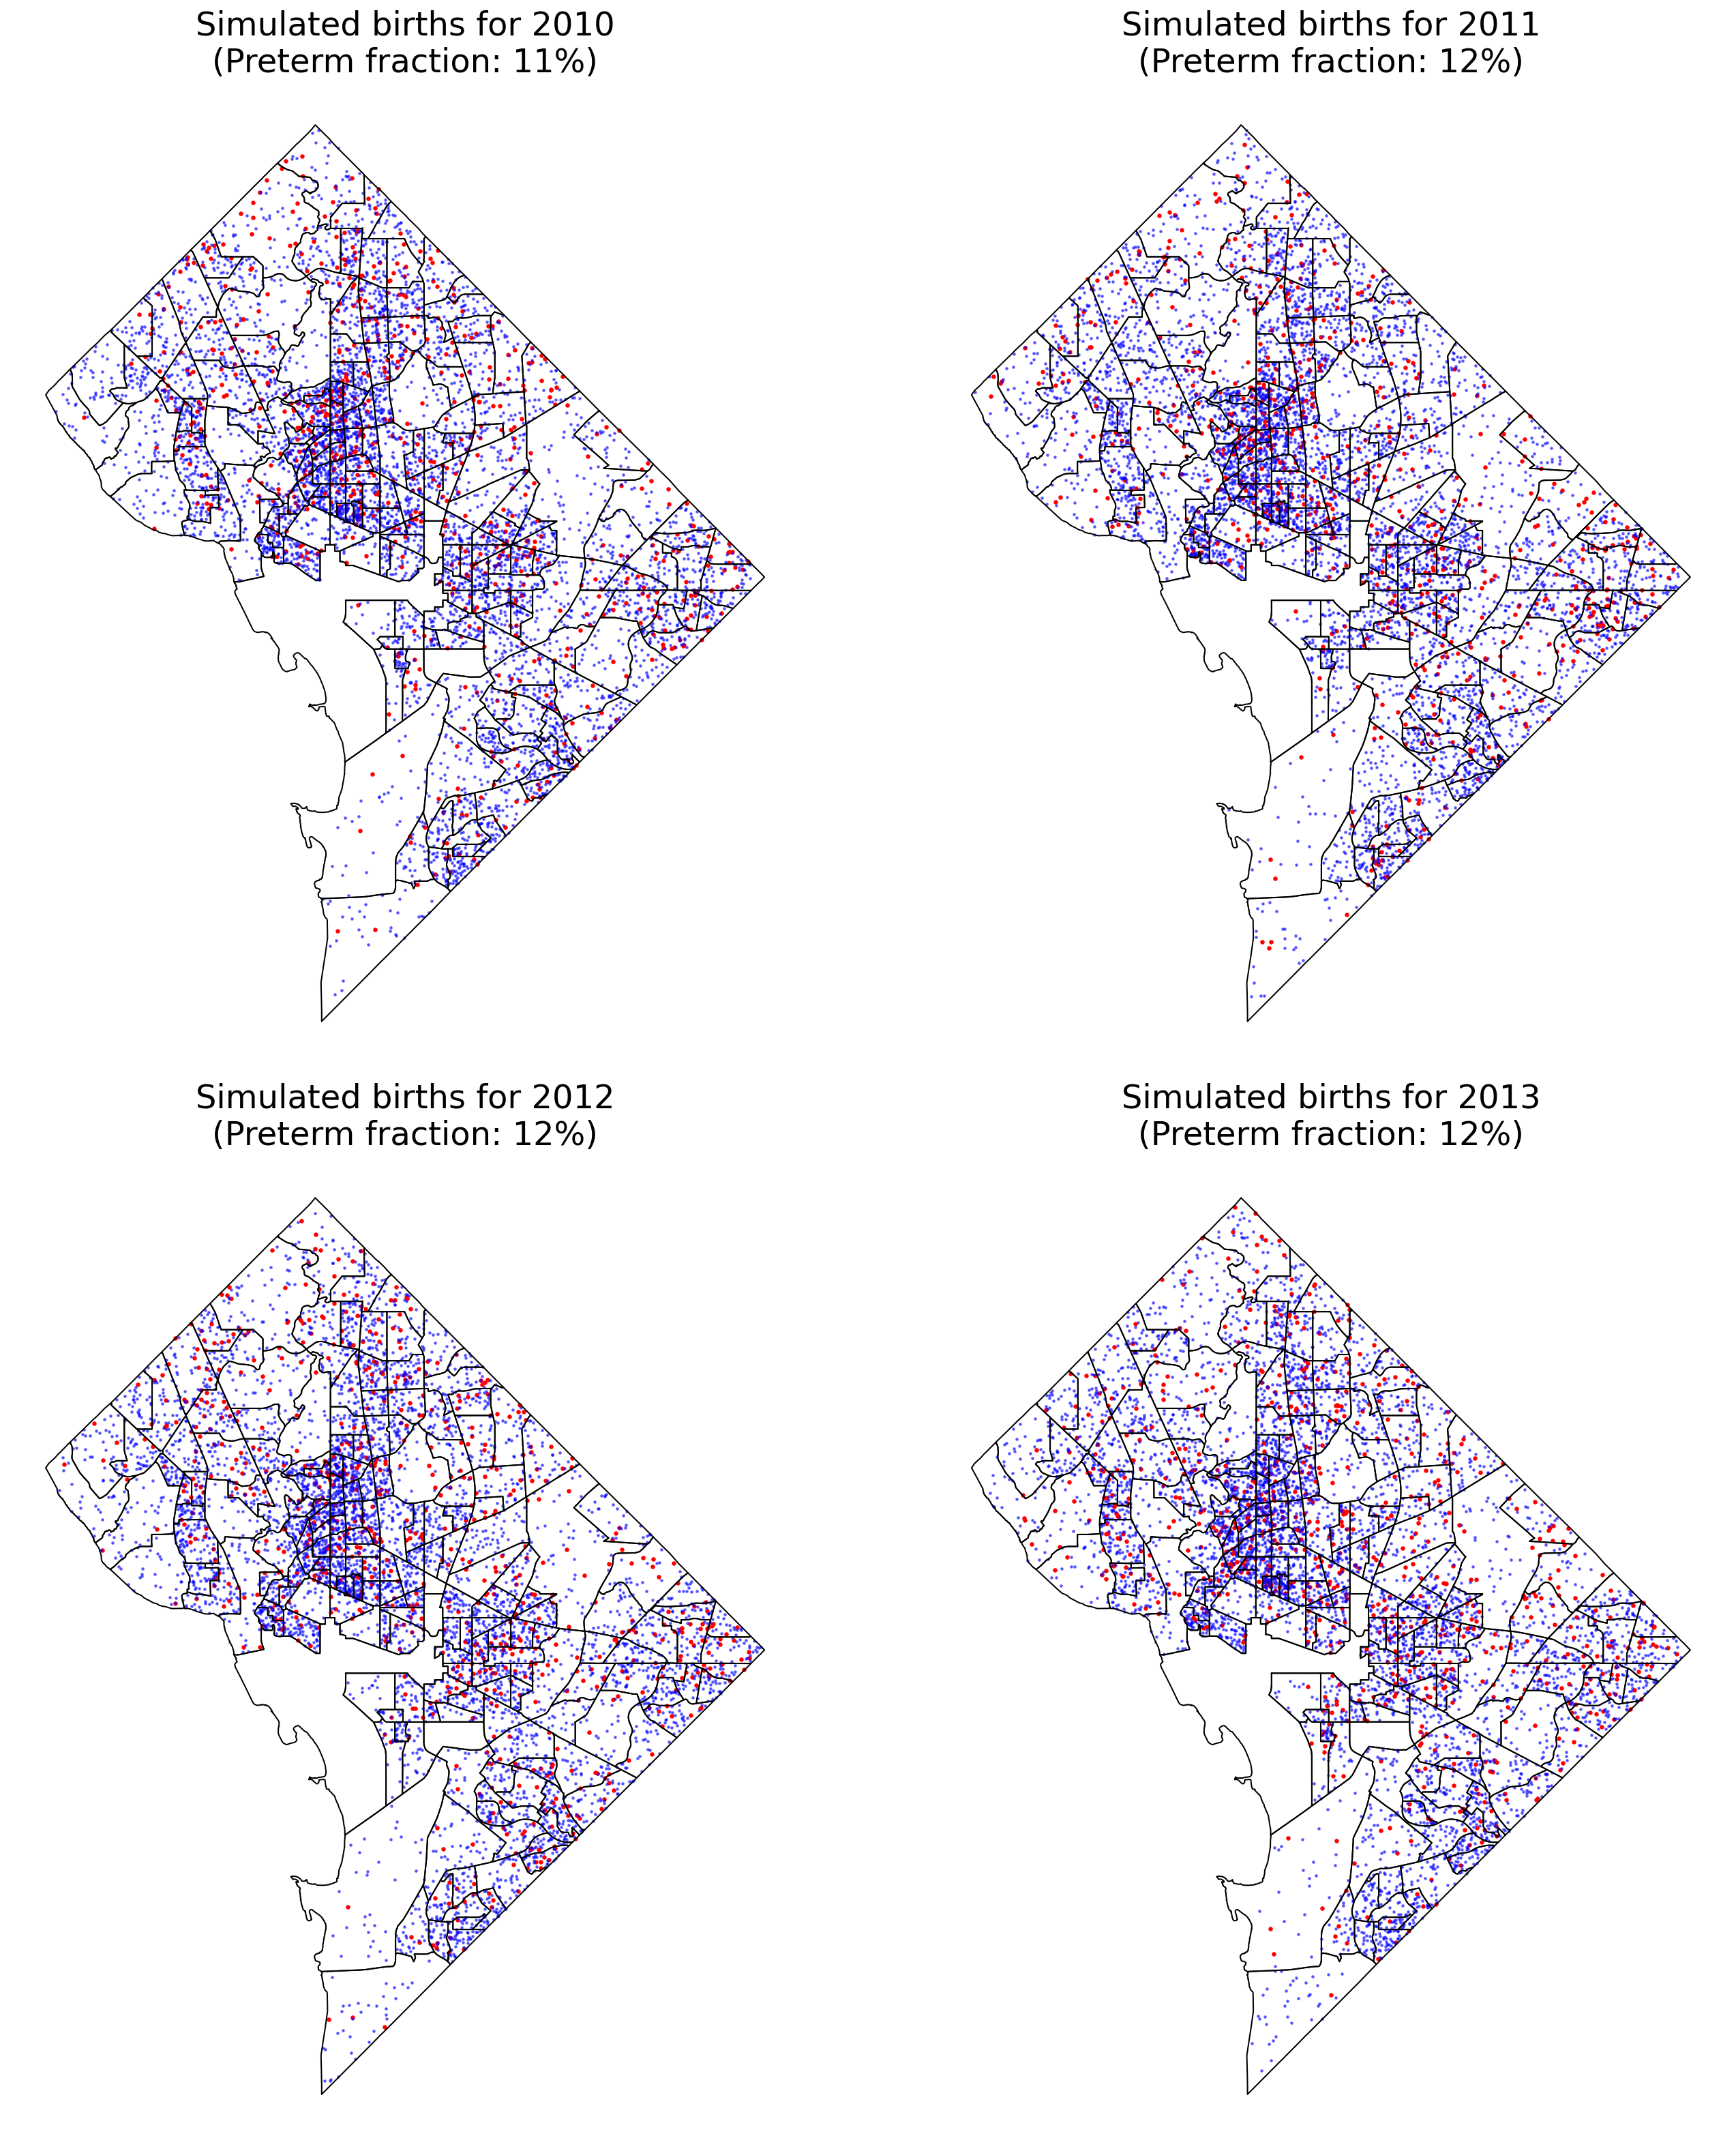 Simulated births for 2010
(Preterm fraction: 11%)
Simulated births for 2011
(Preterm fraction: 12%)
Simulated births for 2012
(Preterm fraction: 12%)
Simulated births for 2013
(Preterm fraction: 12%)